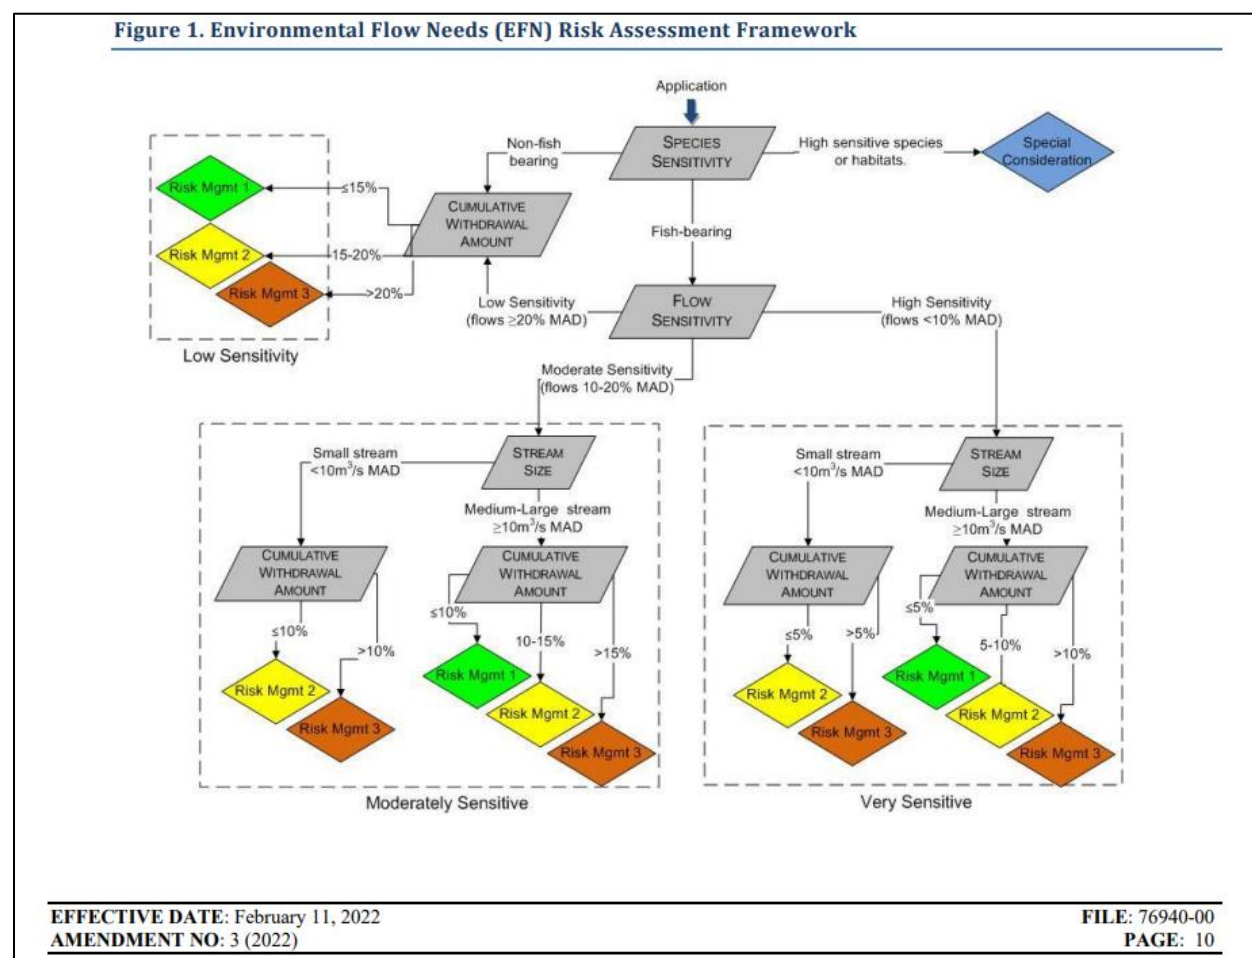 Figure 1. Environmental Flow Needs (EFN) Risk Assessment Framework
Application
SPECIES
SENSITIVITY
Non-fish
bearing
High sensitive species
or habitats.
Special
Consideration
Risk Mgmt 1
≤15%
CUMULATIVE
WITHDRAWAL
AMOUNT
Fish-bearing
Risk Mgmt 2
15-20%
Risk Mgmt 3
>20%
Low Sensitivity
(flows ≥20% MAD)
FLOW
SENSITIVITY
High Sensitivity
(flows <10% MAD)
Low Sensitivity
Moderate Sensitivity
(flows 10-20% MAD)
Small stream
<10m³/s MAD
STREAM
SIZE
Medium-Large stream
≥10m³/s MAD
CUMULATIVE
WITHDRAWAL
AMOUNT
CUMULATIVE
WITHDRAWAL
AMOUNT
≤10%
>10%
≤10%
10-15%
>15%
Risk Mgmt 2
Risk Mgmt 3
Risk Mgmt 1
Risk Mgmt 2
Risk Mgmt 3
Moderately Sensitive
Small stream
<10m³/s MAD
STREAM
SIZE
Medium-Large stream
≥10m³/s MAD
CUMULATIVE
WITHDRAWAL
AMOUNT
CUMULATIVE
WITHDRAWAL
AMOUNT
≤5%
>5%
≤5%
5-10%
>10%
Risk Mgmt 2
Risk Mgmt 3
Risk Mgmt 1
Risk Mgmt 2
Risk Mgmt 3
Very Sensitive
EFFECTIVE DATE: February 11, 2022
FILE: 76940-00
AMENDMENT NO: 3 (2022)
PAGE: 10